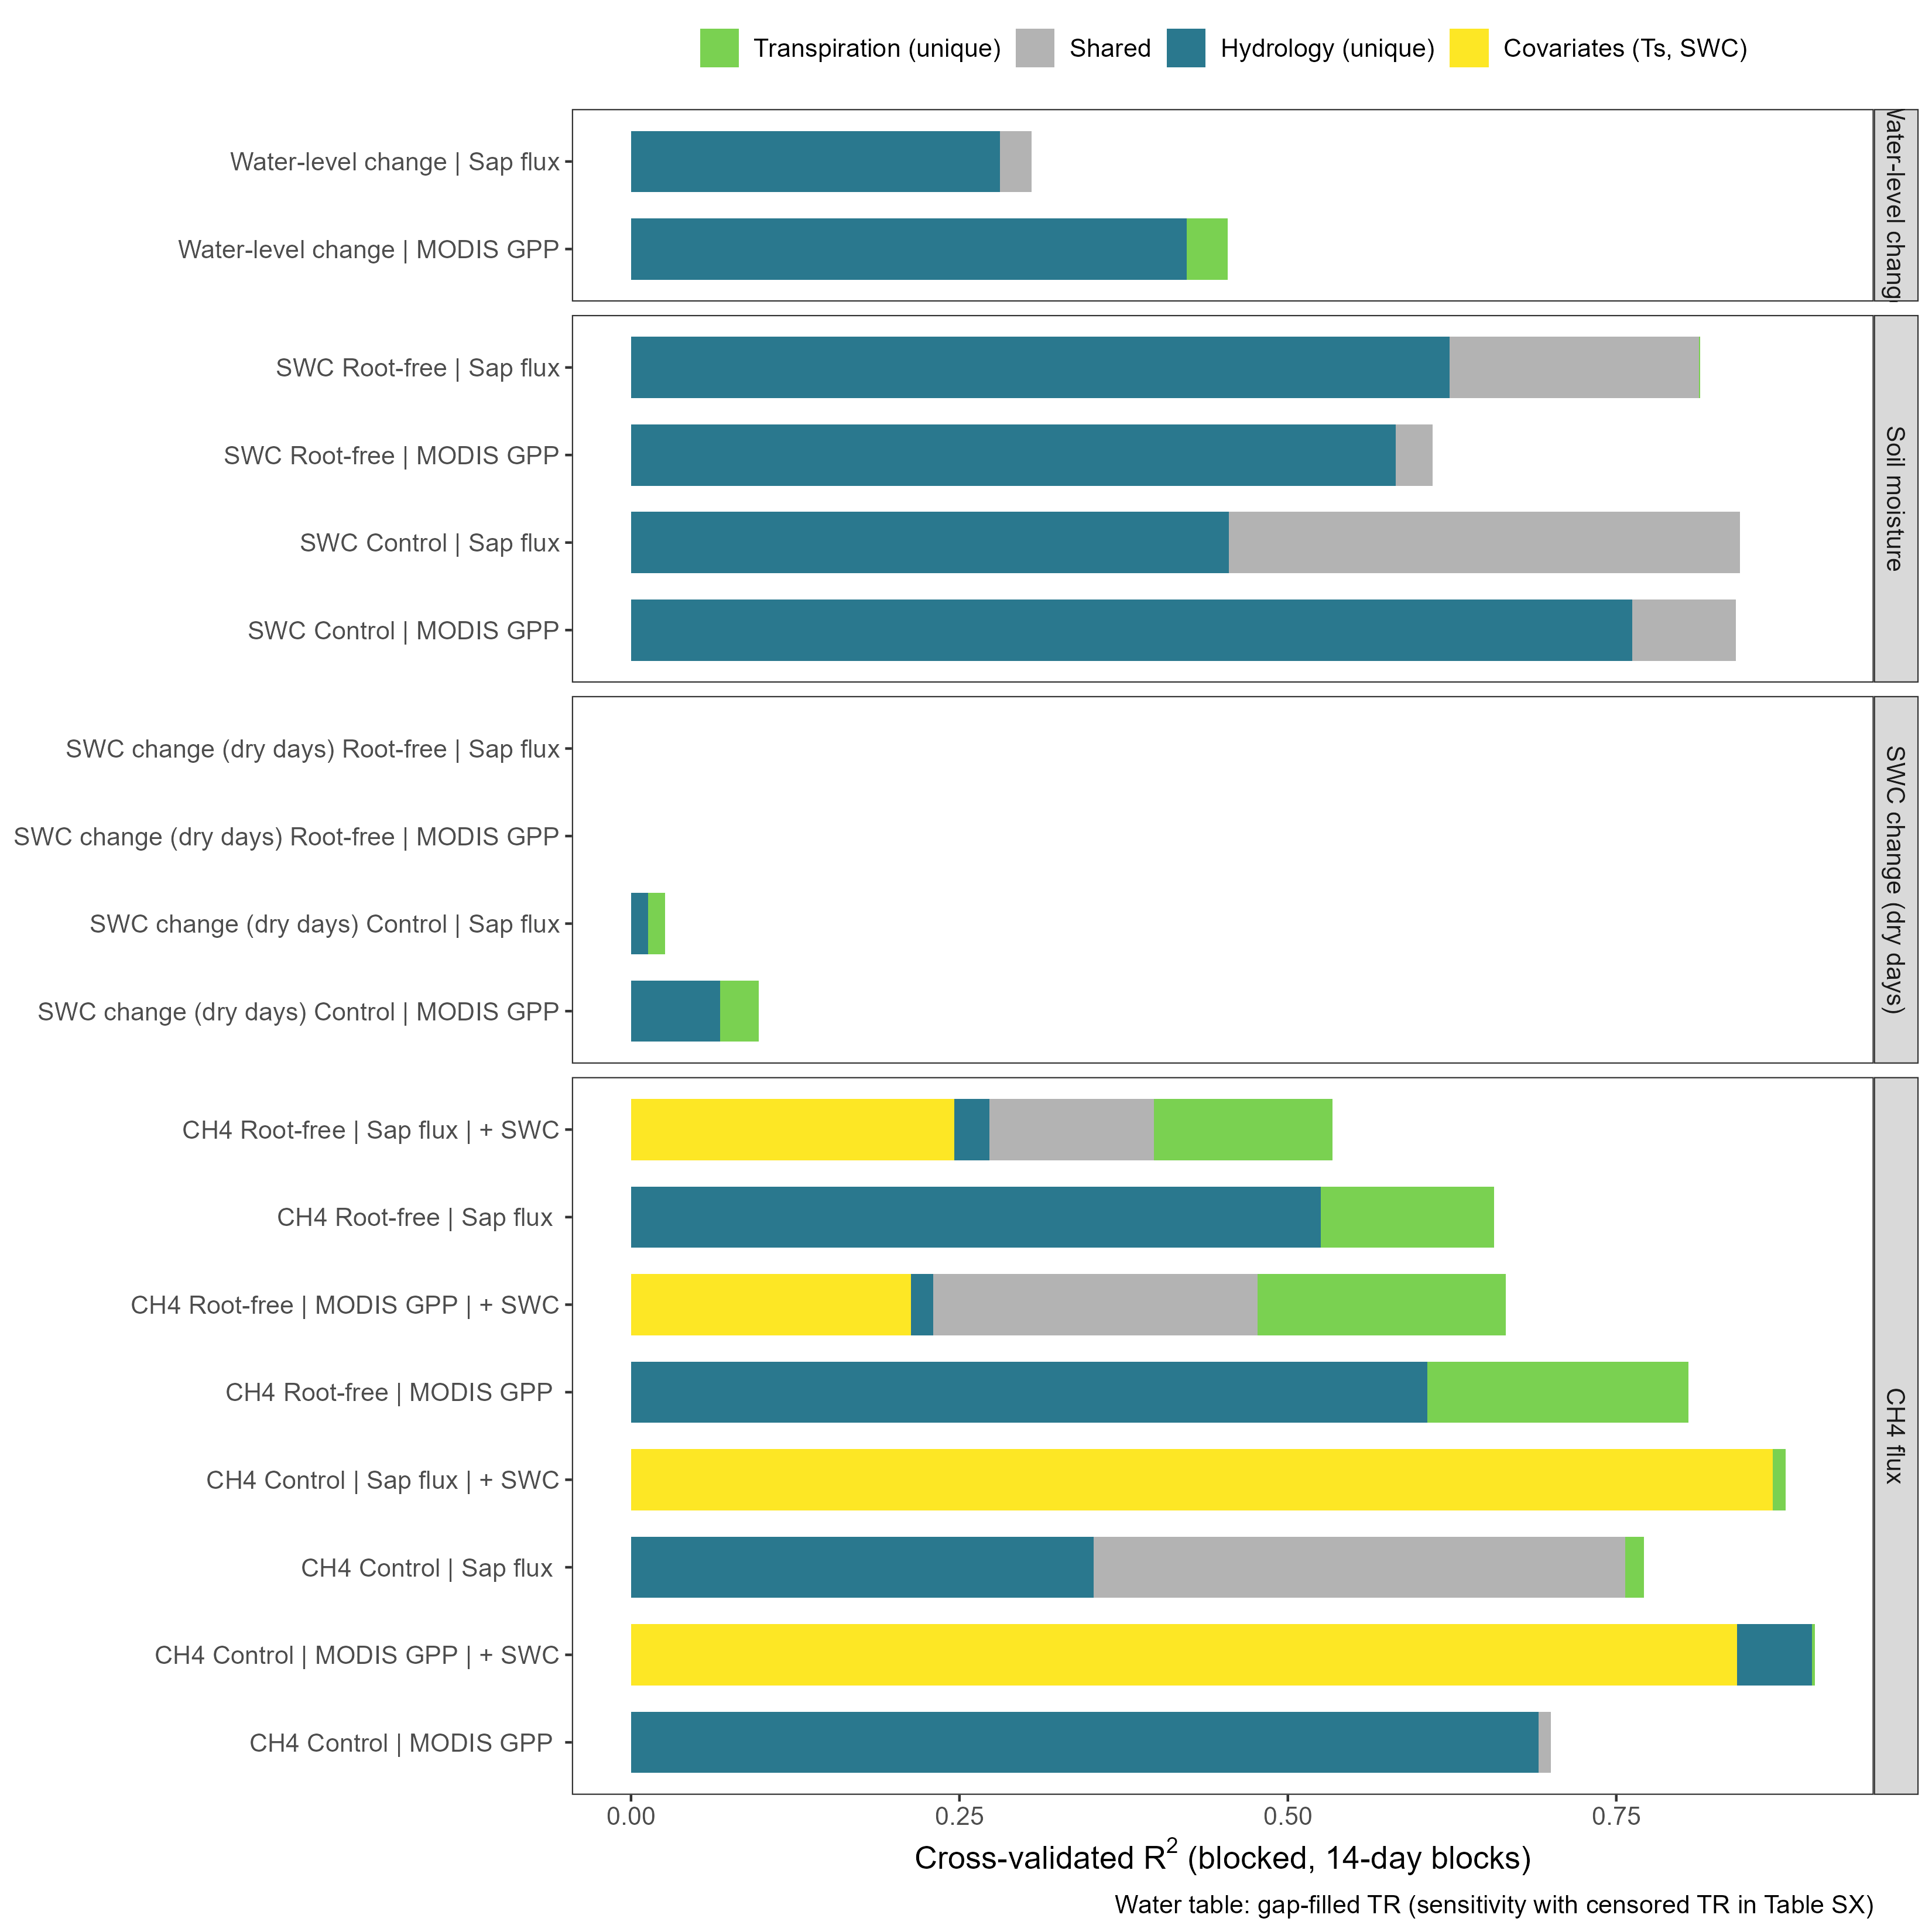 Transpiration (unique) Shared Hydrology (unique) Covariates (Ts, SWC)
Water-level change | Sap flux
Water-level change | MODIS GPP
SWC Root-free | Sap flux
SWC Root-free | MODIS GPP
SWC Control | Sap flux
SWC Control | MODIS GPP
Soil moisture
SWC change (dry days) Root-free | Sap flux
SWC change (dry days) Root-free | MODIS GPP
SWC change (dry days) Control | Sap flux
SWC change (dry days) Control | MODIS GPP
SWC change (dry days)
CH4 Root-free | Sap flux | + SWC
CH4 Root-free | Sap flux
CH4 Root-free | MODIS GPP | + SWC
CH4 Root-free | MODIS GPP
CH4 Control | Sap flux | + SWC
CH4 Control | Sap flux
CH4 Control | MODIS GPP | + SWC
CH4 Control | MODIS GPP
CH4 flux
0.00 0.25 0.50 0.75
Cross-validated R² (blocked, 14-day blocks)
Water table: gap-filled TR (sensitivity with censored TR in Table SX)